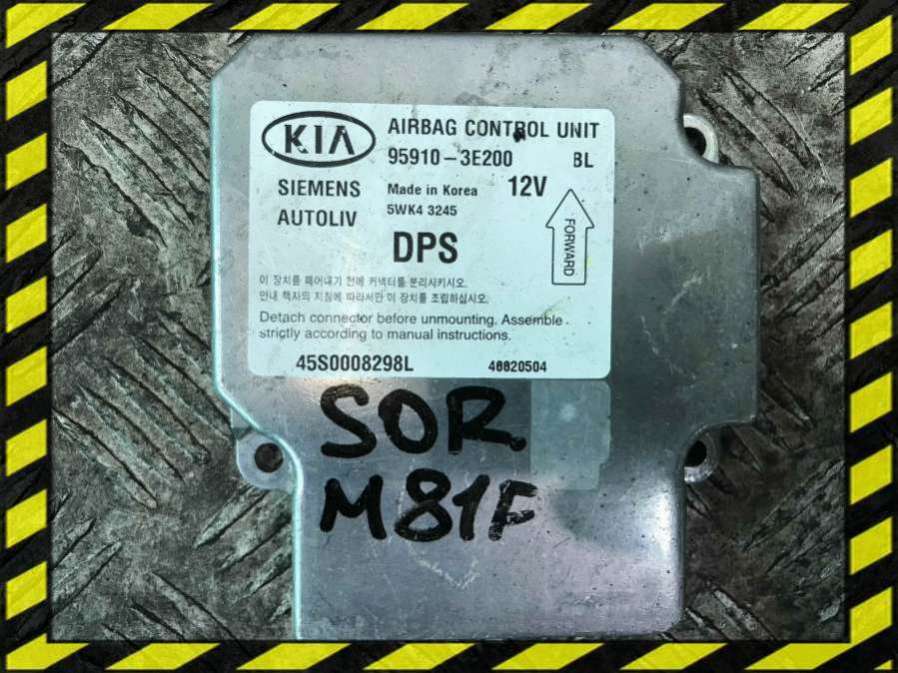 KIA
AIRBAG CONTROL UNIT
95910-3E200 BL
SIEMENS
AUTOLIV
Made in Korea 12V
5WK4 3245
FORWARD
DPS
이 장치를 떼어내기 전에 커넥터를 분리시키시오.
안내 책자의 지침에 따라서만 이 장치를 조립하십시오.
Detach connector before unmounting. Assemble
strictly according to manual instructions.
45S0008298L 40820504
SOR
M81F